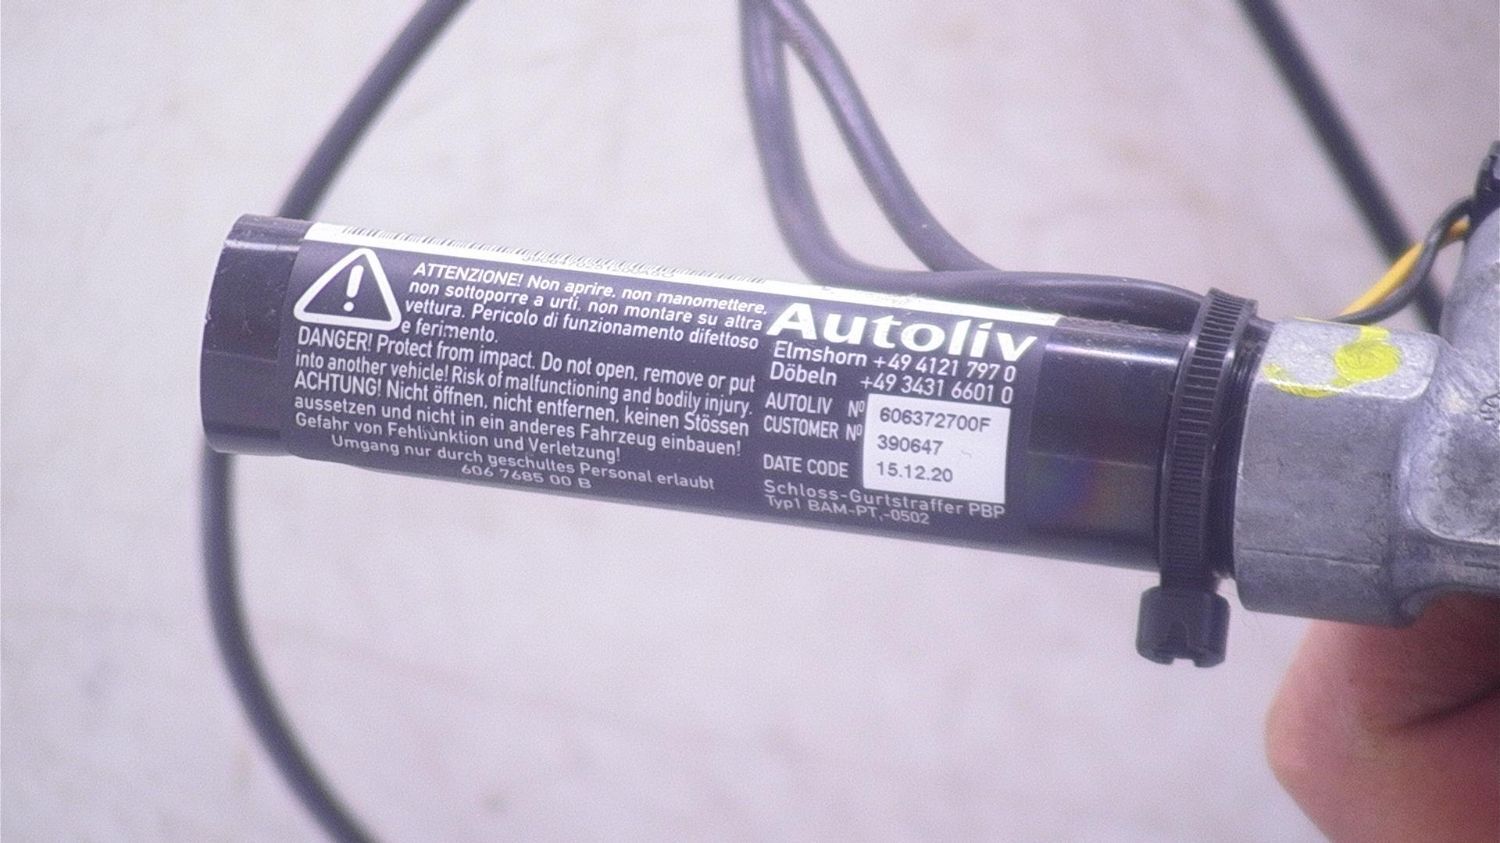 ATTENZIONE! Non aprire, non manomettere,
non sottoporre a urti, non montare su altra
vettura. Pericolo di funzionamento difettoso
e ferimento.
DANGER! Protect from impact. Do not open, remove or put
into another vehicle! Risk of malfunctioning and bodily injury.
ACHTUNG! Nicht öffnen, nicht entfernen, keinen Stössen
aussetzen und nicht in ein anderes Fahrzeug einbauen!
Gefahr von Fehlfunktion und Verletzung!
Umgang nur durch geschultes Personal erlaubt
606 7685 00 B
Autoliv
Elmshorn +49 4121 797 0
Döbeln +49 3431 6601 0
AUTOLIV Nº 606372700F
CUSTOMER Nº 390647
DATE CODE 15.12.20
Schloss-Gurtstraffer PBP
Typ1 BAM-PT,-0502